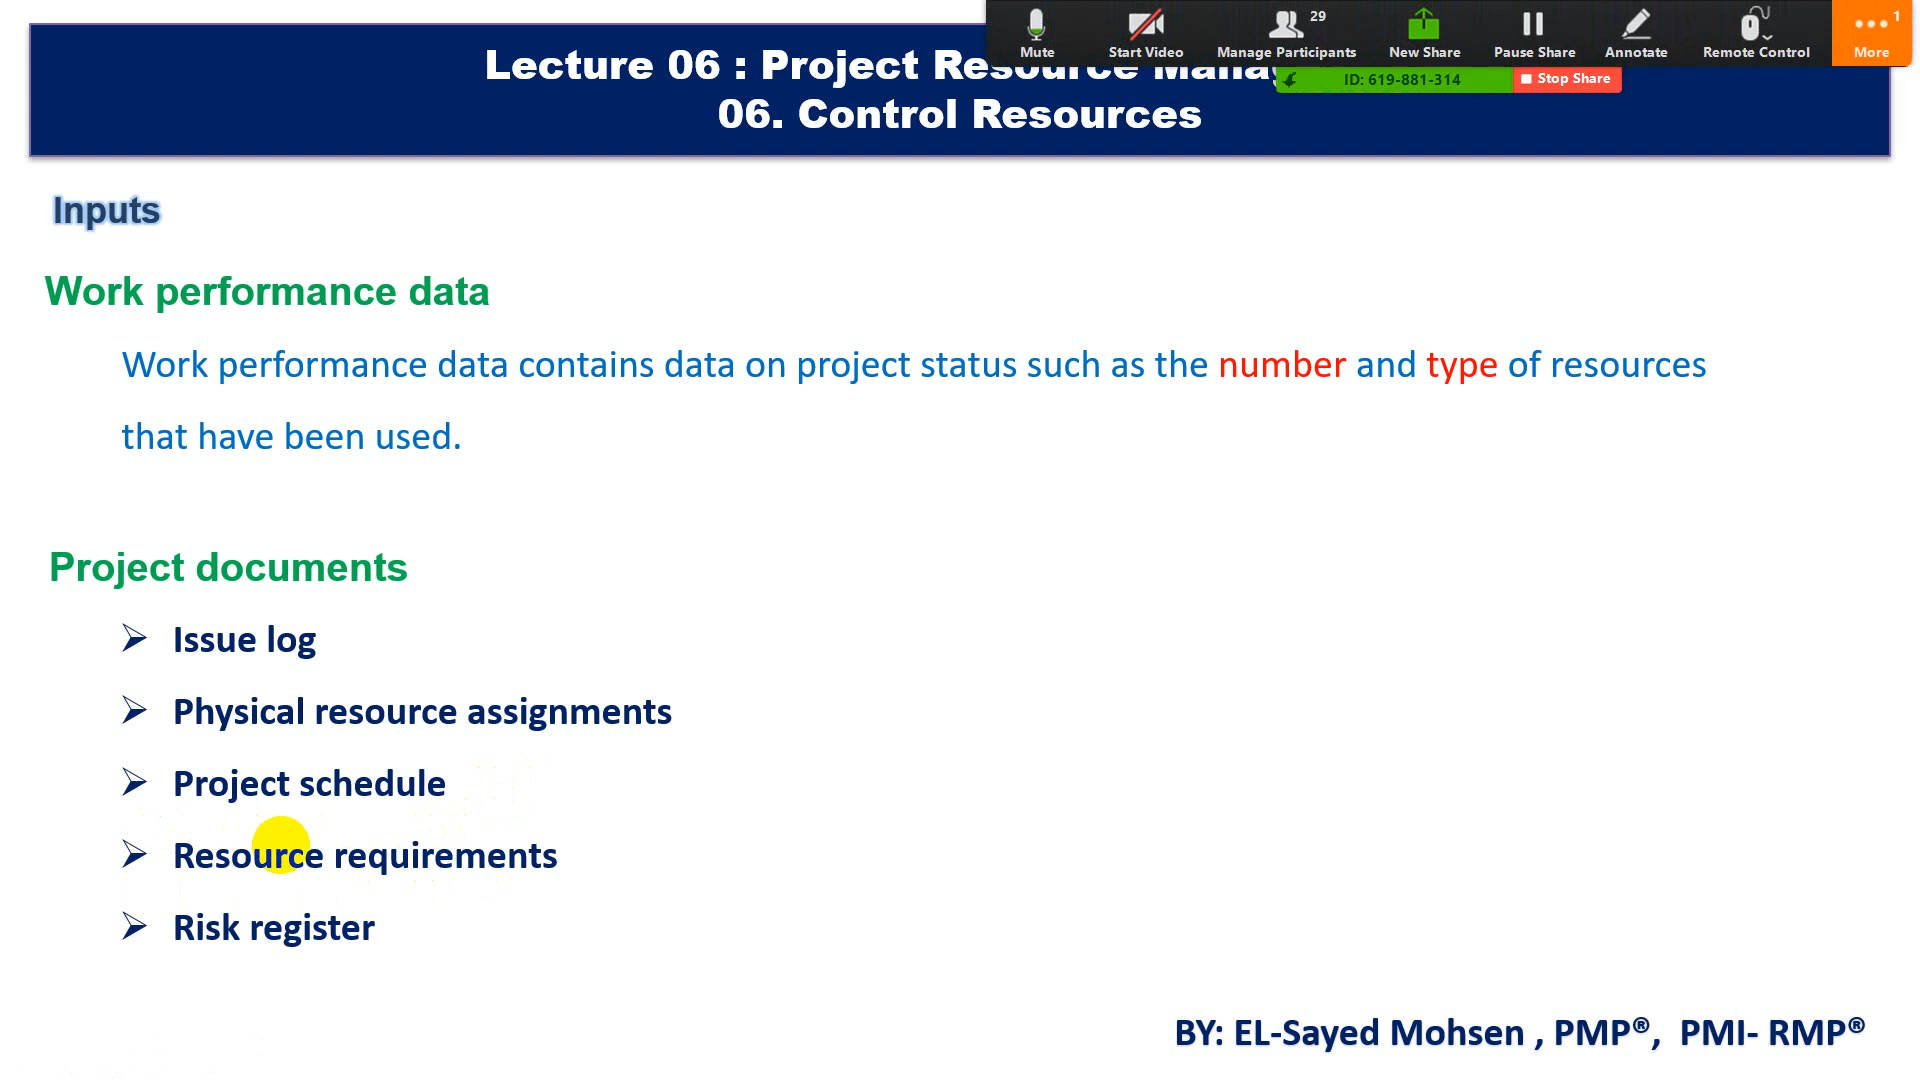 Mute
Start Video
29
Manage Participants
New Share
Pause Share
Annotate
Remote Control
1
More
Lecture 06 : Project Resource
ID: 619-881-314
Stop Share
06. Control Resources
Inputs
Work performance data
Work performance data contains data on project status such as the number and type of resources
that have been used.
Project documents
➢ Issue log
➢ Physical resource assignments
➢ Project schedule
➢ Resource requirements
➢ Risk register
BY: EL-Sayed Mohsen , PMP®, PMI- RMP®